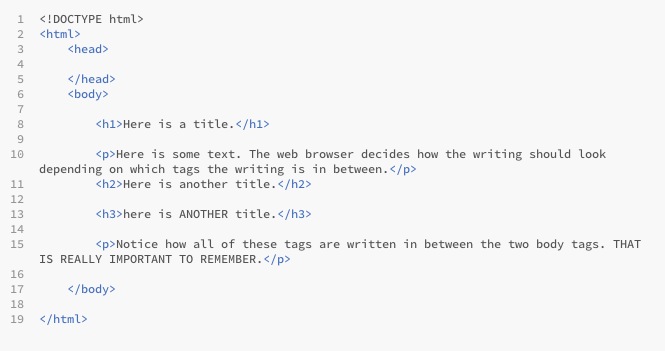 1 <!DOCTYPE html>
2 <html>
3     <head>
4
5     </head>
6     <body>
7
8         <h1>Here is a title.</h1>
9
10         <p>Here is some text. The web browser decides how the writing should look
depending on which tags the writing is in between.</p>
11         <h2>Here is another title.</h2>
12
13         <h3>here is ANOTHER title.</h3>
14
15         <p>Notice how all of these tags are written in between the two body tags. THAT
IS REALLY IMPORTANT TO REMEMBER.</p>
16
17     </body>
18
19 </html>